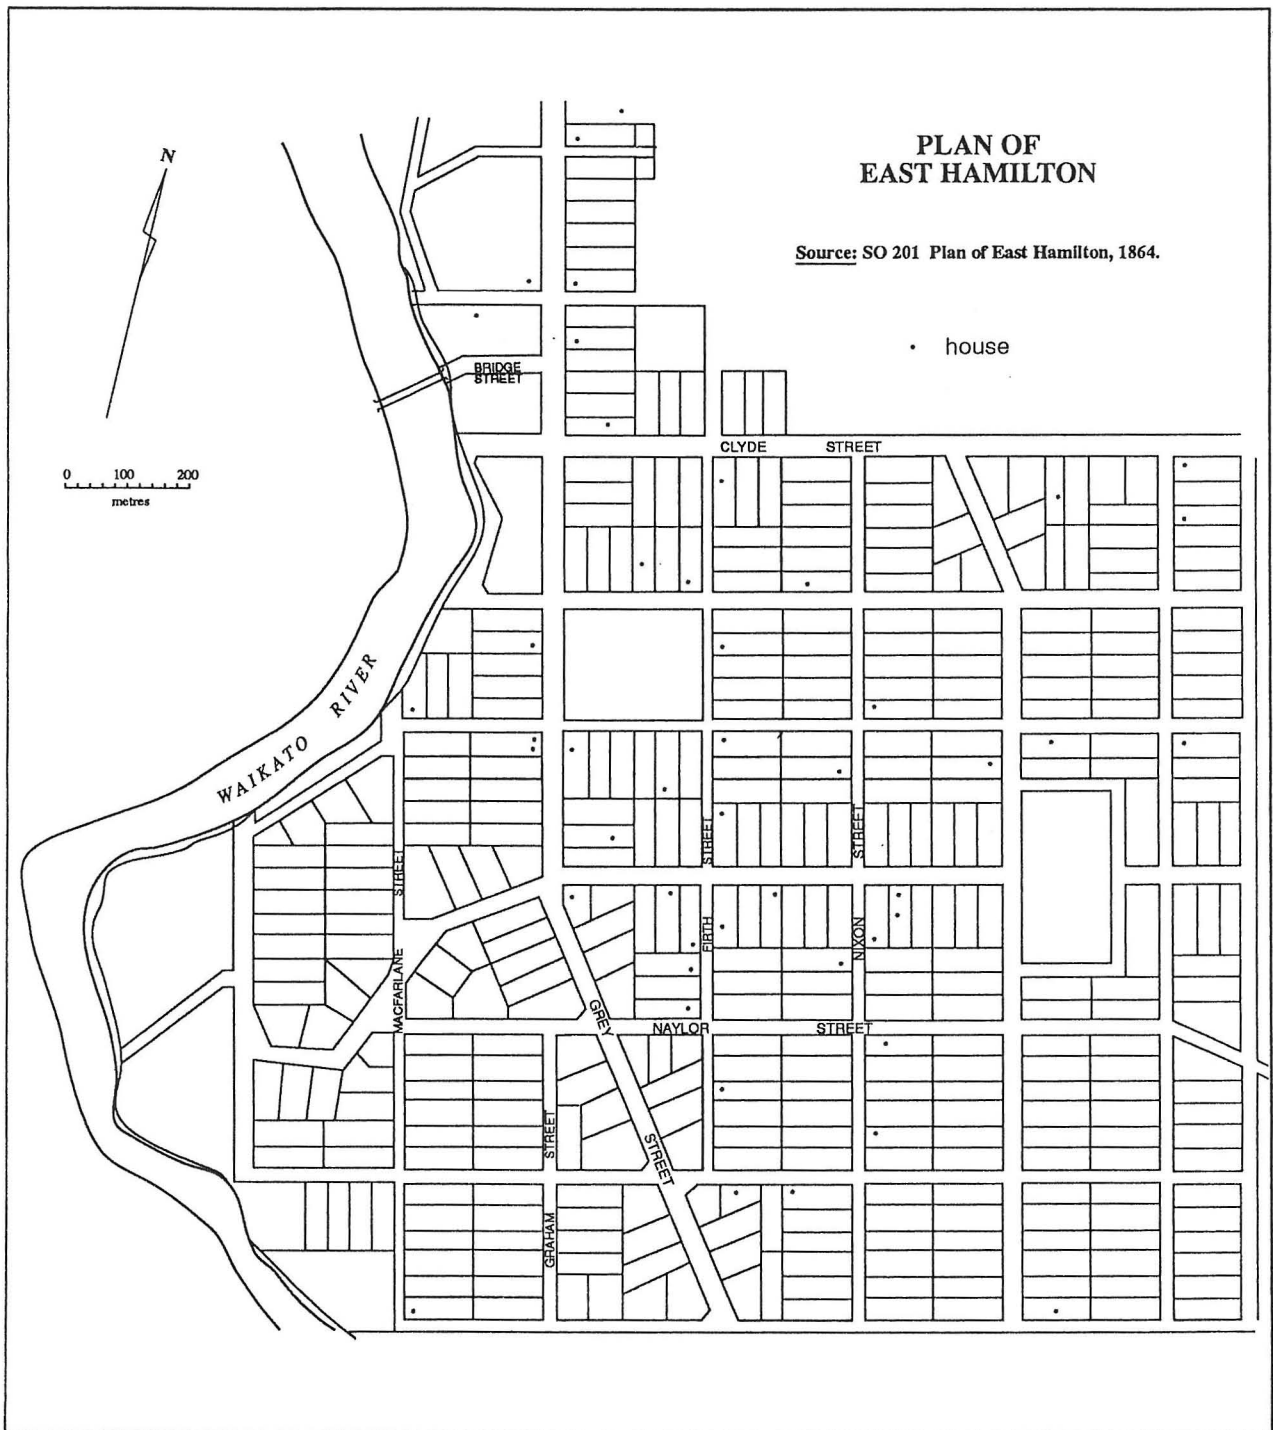 PLAN OF
EAST HAMILTON
N
Source: SO 201 Plan of East Hamilton, 1864.
house
BRIDGE
STREET
CLYDE STREET
0 100 200
metres
WAIKATO RIVER
STREET
STREET
STREET
MACFARLANE
FIRTH
NIXON
GREY
NAYLOR STREET
STREET
STREET
GRAHAM